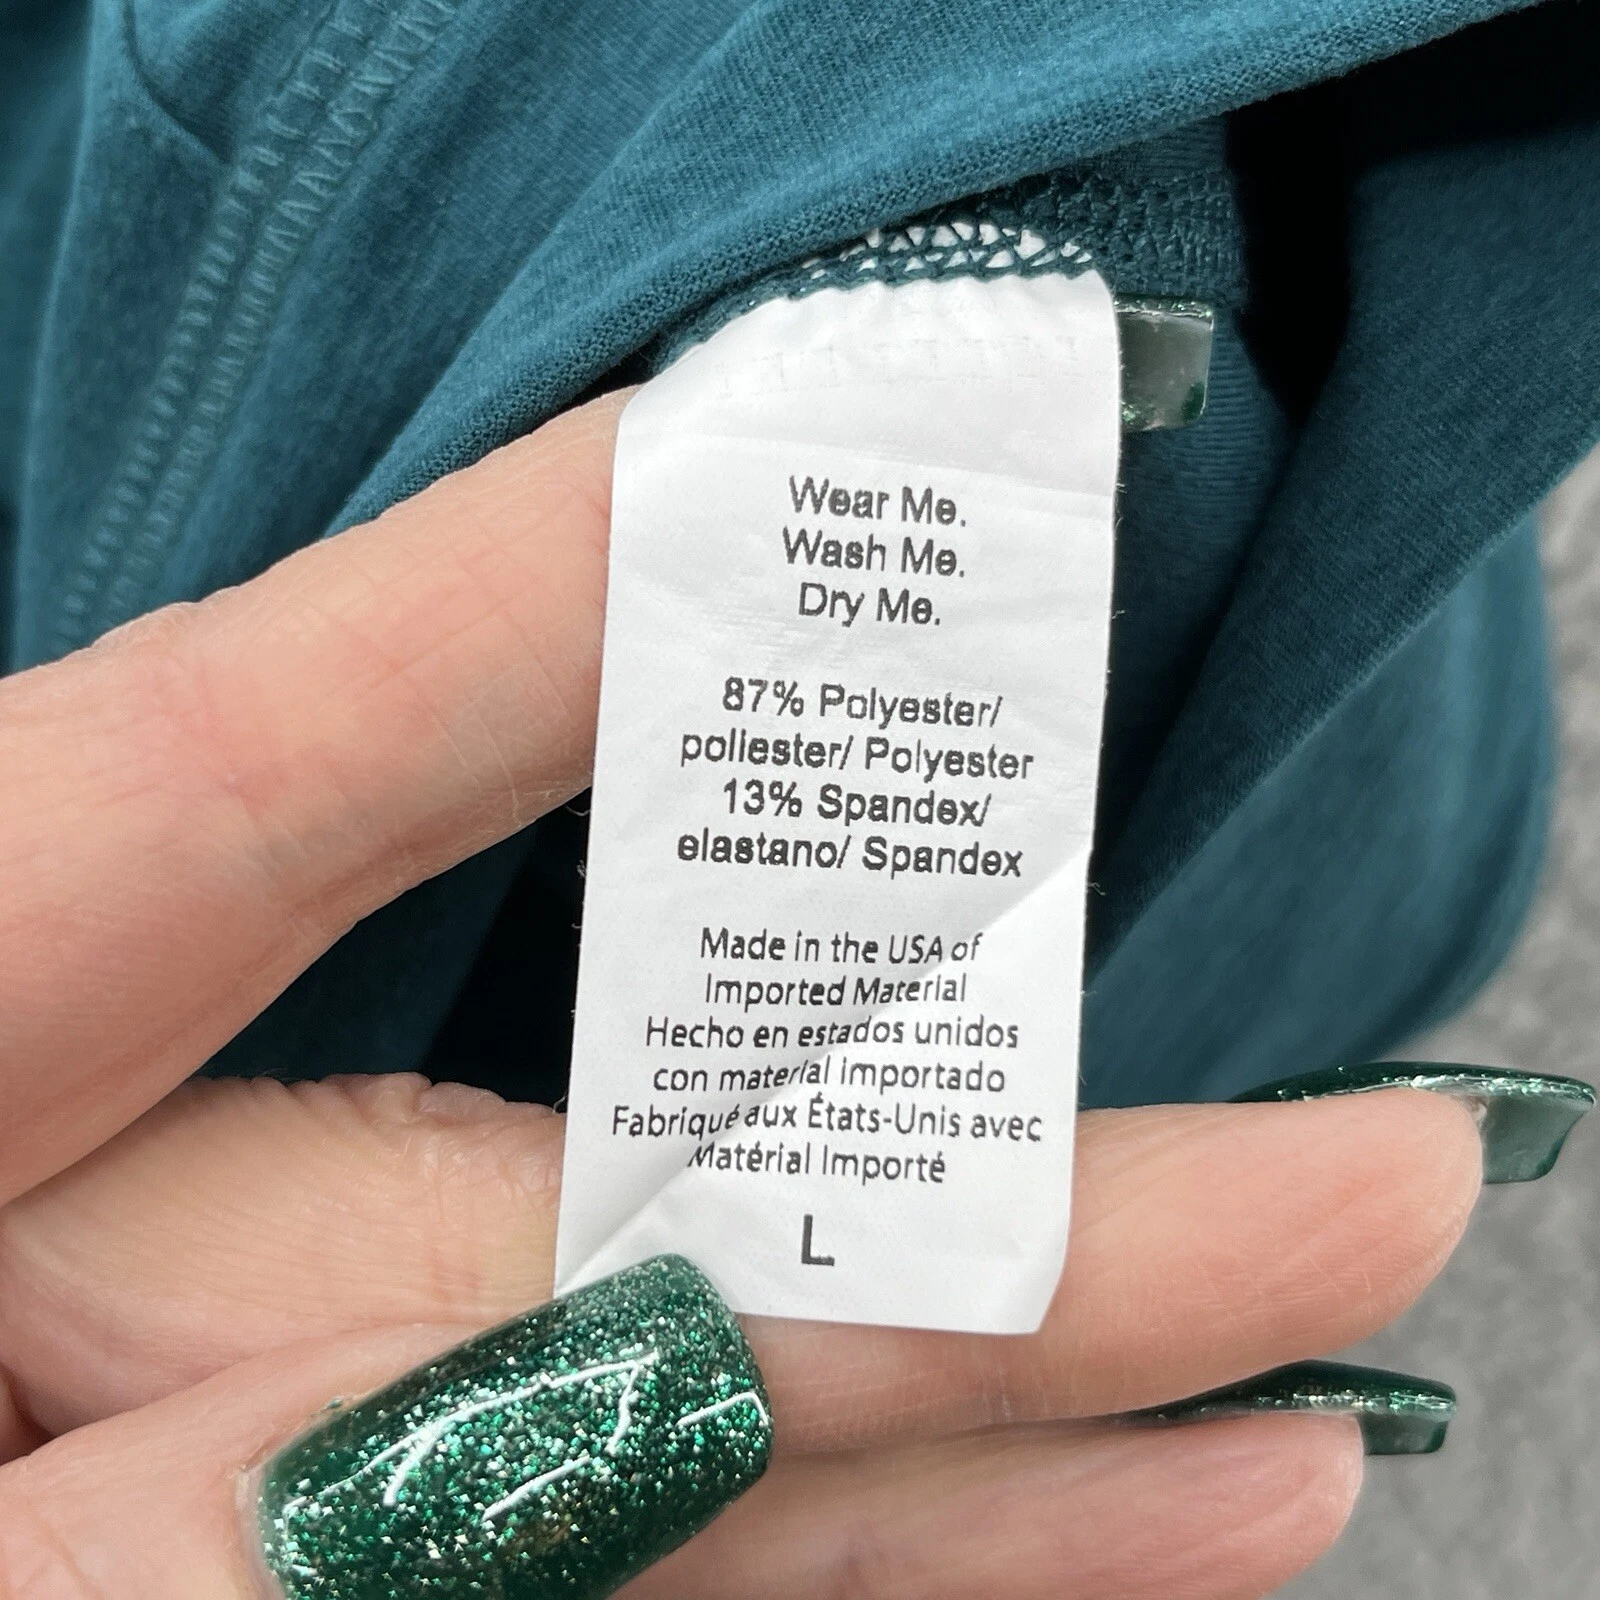 Wear Me.
Wash Me.
Dry Me.
87% Polyester/
poliester/ Polyester
13% Spandex/
elastano/ Spandex
Made in the USA of
Imported Material
Hecho en estados unidos
con material importado
Fabriqué aux États-Unis avec
Matérial Importé
L